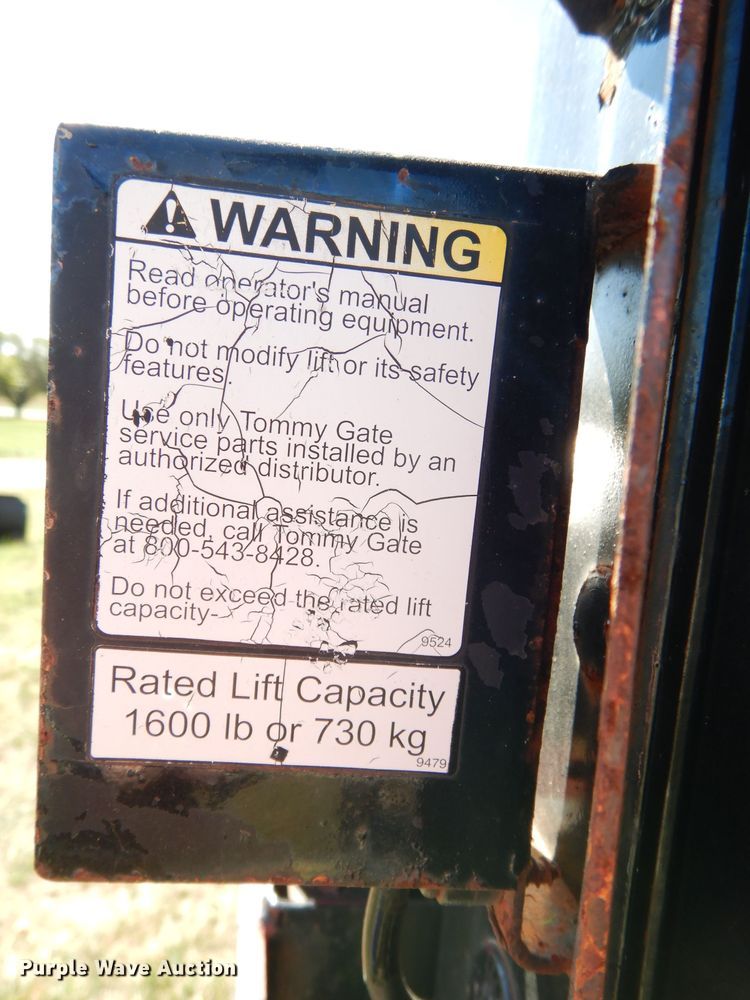 WARNING
Read operator's manual
before operating equipment.
Do not modify lift or its safety
features.
Use only Tommy Gate
service parts installed by an
authorized distributor.
If additional assistance is
needed, call Tommy Gate
at 800-543-8428.
Do not exceed the rated lift
capacity-
9524
Rated Lift Capacity
1600 lb or 730 kg
9479
Purple Wave Auction